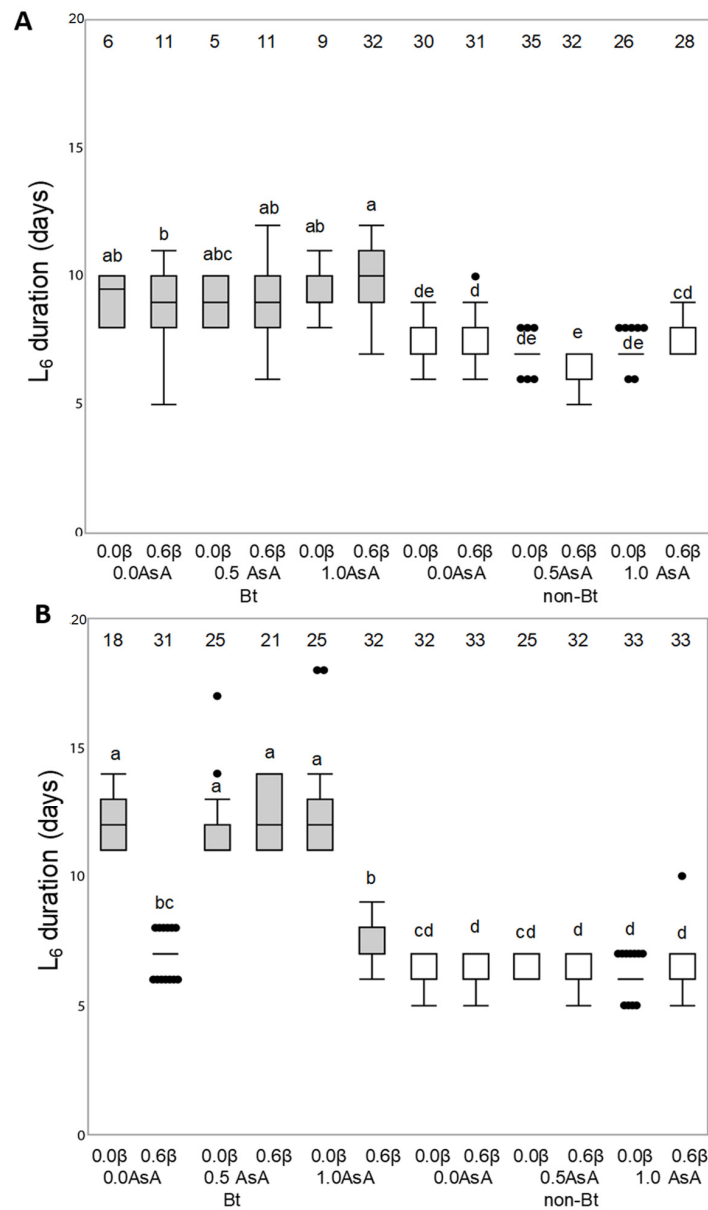 A
20
6 11 5 11 9 32 30 31 35 32 26 28
15
ab b abc ab ab a de d de e de cd
10
5
0
L6 duration (days)
0.0β 0.6β 0.0β 0.6β 0.0β 0.6β 0.0β 0.6β 0.0β 0.6β 0.0β 0.6β
0.0AsA 0.5 AsA 1.0AsA 0.0AsA 0.5AsA 1.0 AsA
Bt non-Bt
B
20
18 31 25 21 25 32 32 33 25 32 33 33
15
a bc a a a b cd d cd d d d
10
5
0
L6 duration (days)
0.0β 0.6β 0.0β 0.6β 0.0β 0.6β 0.0β 0.6β 0.0β 0.6β 0.0β 0.6β
0.0AsA 0.5 AsA 1.0AsA 0.0AsA 0.5AsA 1.0 AsA
Bt non-Bt